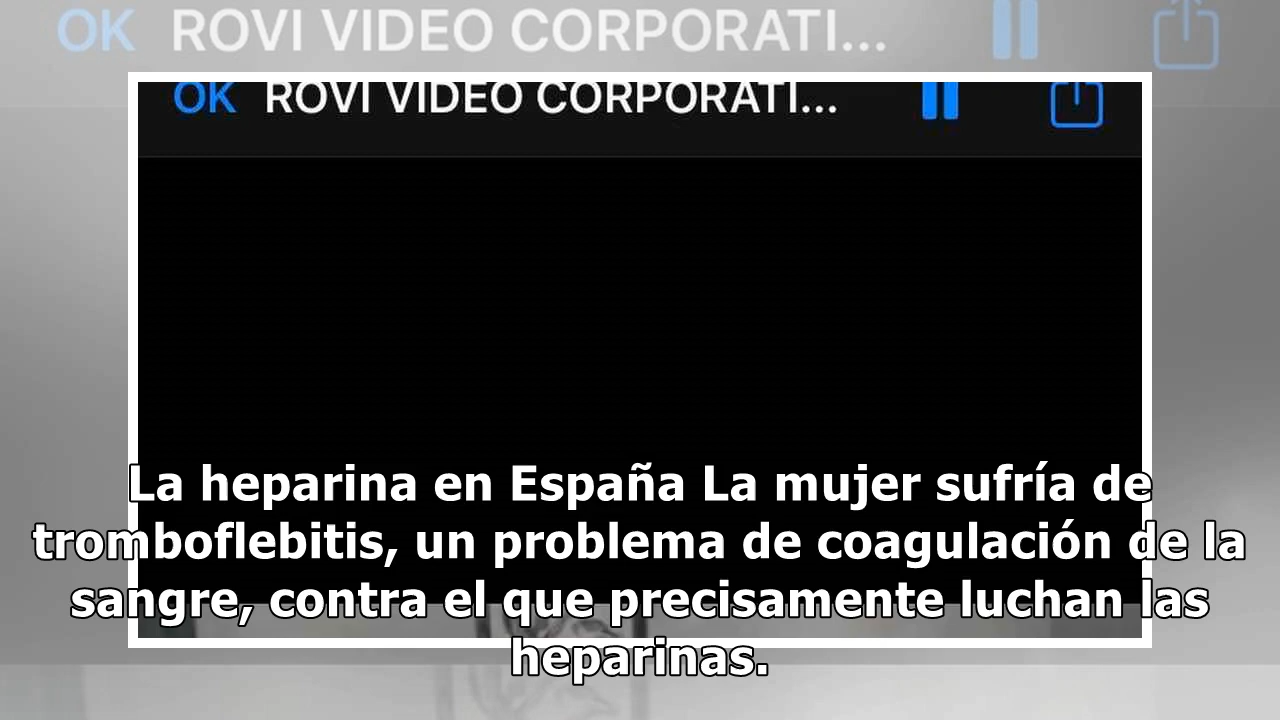 OK ROVI VIDEO CORPORATI...
OK ROVI VIDEO CORPORATI...
La heparina en España La mujer sufría de
tromboflebitis, un problema de coagulación de la
sangre, contra el que precisamente luchan las
heparinas.